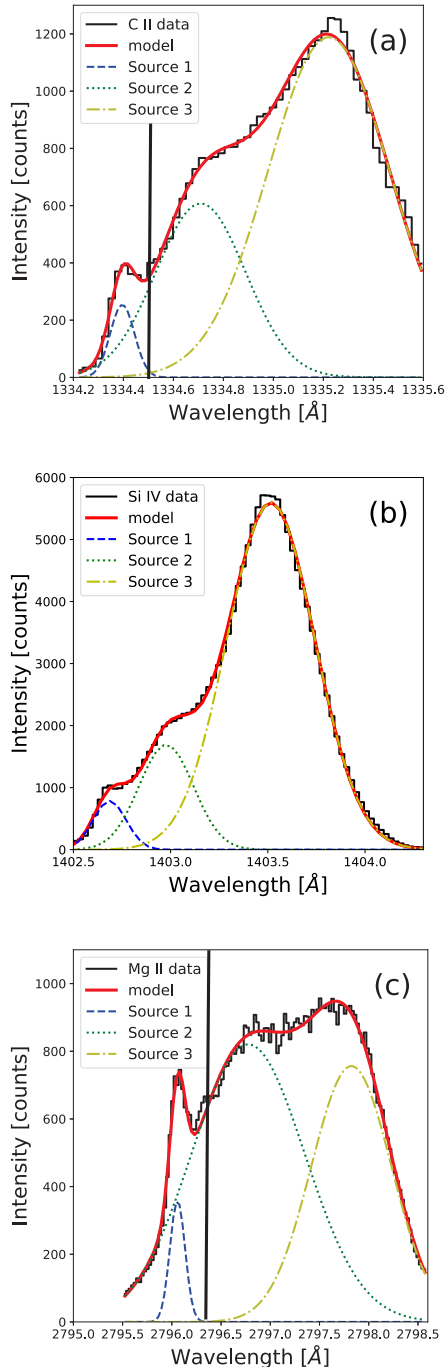 (a)
C II data
model
Source 1
Source 2
Source 3
1200
1000
800
600
400
200
0
Intensity [counts]
1334.2 1334.4 1334.6 1334.8 1335.0 1335.2 1335.4 1335.6
Wavelength [Å]
(b)
Si IV data
model
Source 1
Source 2
Source 3
6000
5000
4000
3000
2000
1000
0
Intensity [counts]
1402.5 1403.0 1403.5 1404.0
Wavelength [Å]
(c)
Mg II data
model
Source 1
Source 2
Source 3
1000
800
600
400
200
0
Intensity [counts]
2795.0 2795.5 2796.0 2796.5 2797.0 2797.5 2798.0 2798.5
Wavelength [Å]